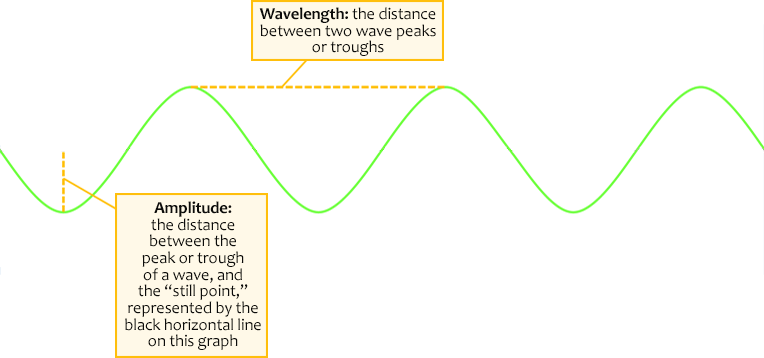 Wavelength: the distance
between two wave peaks
or troughs
Amplitude:
the distance
between the
peak or trough
of a wave, and
the “still point,”
represented by the
black horizontal line
on this graph